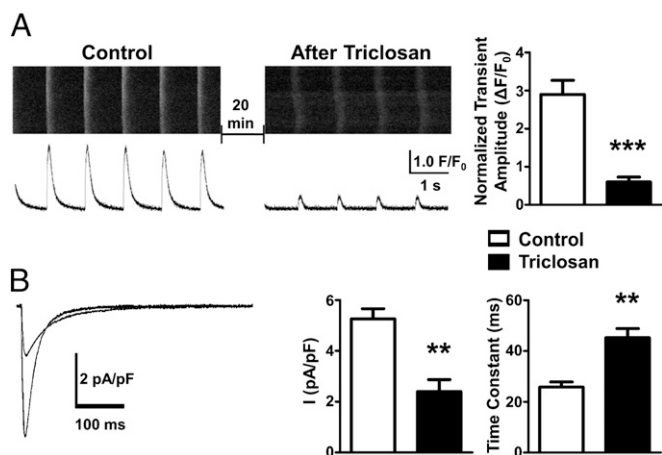 A
Control
After Triclosan
20
min
1.0 F/F0
1 s
Normalized Transient
Amplitude (ΔF/F0)
4
3
2
1
0
***
Control
Triclosan
B
2 pA/pF
100 ms
I (pA/pF)
6
4
2
0
**
Time Constant (ms)
60
40
20
0
**